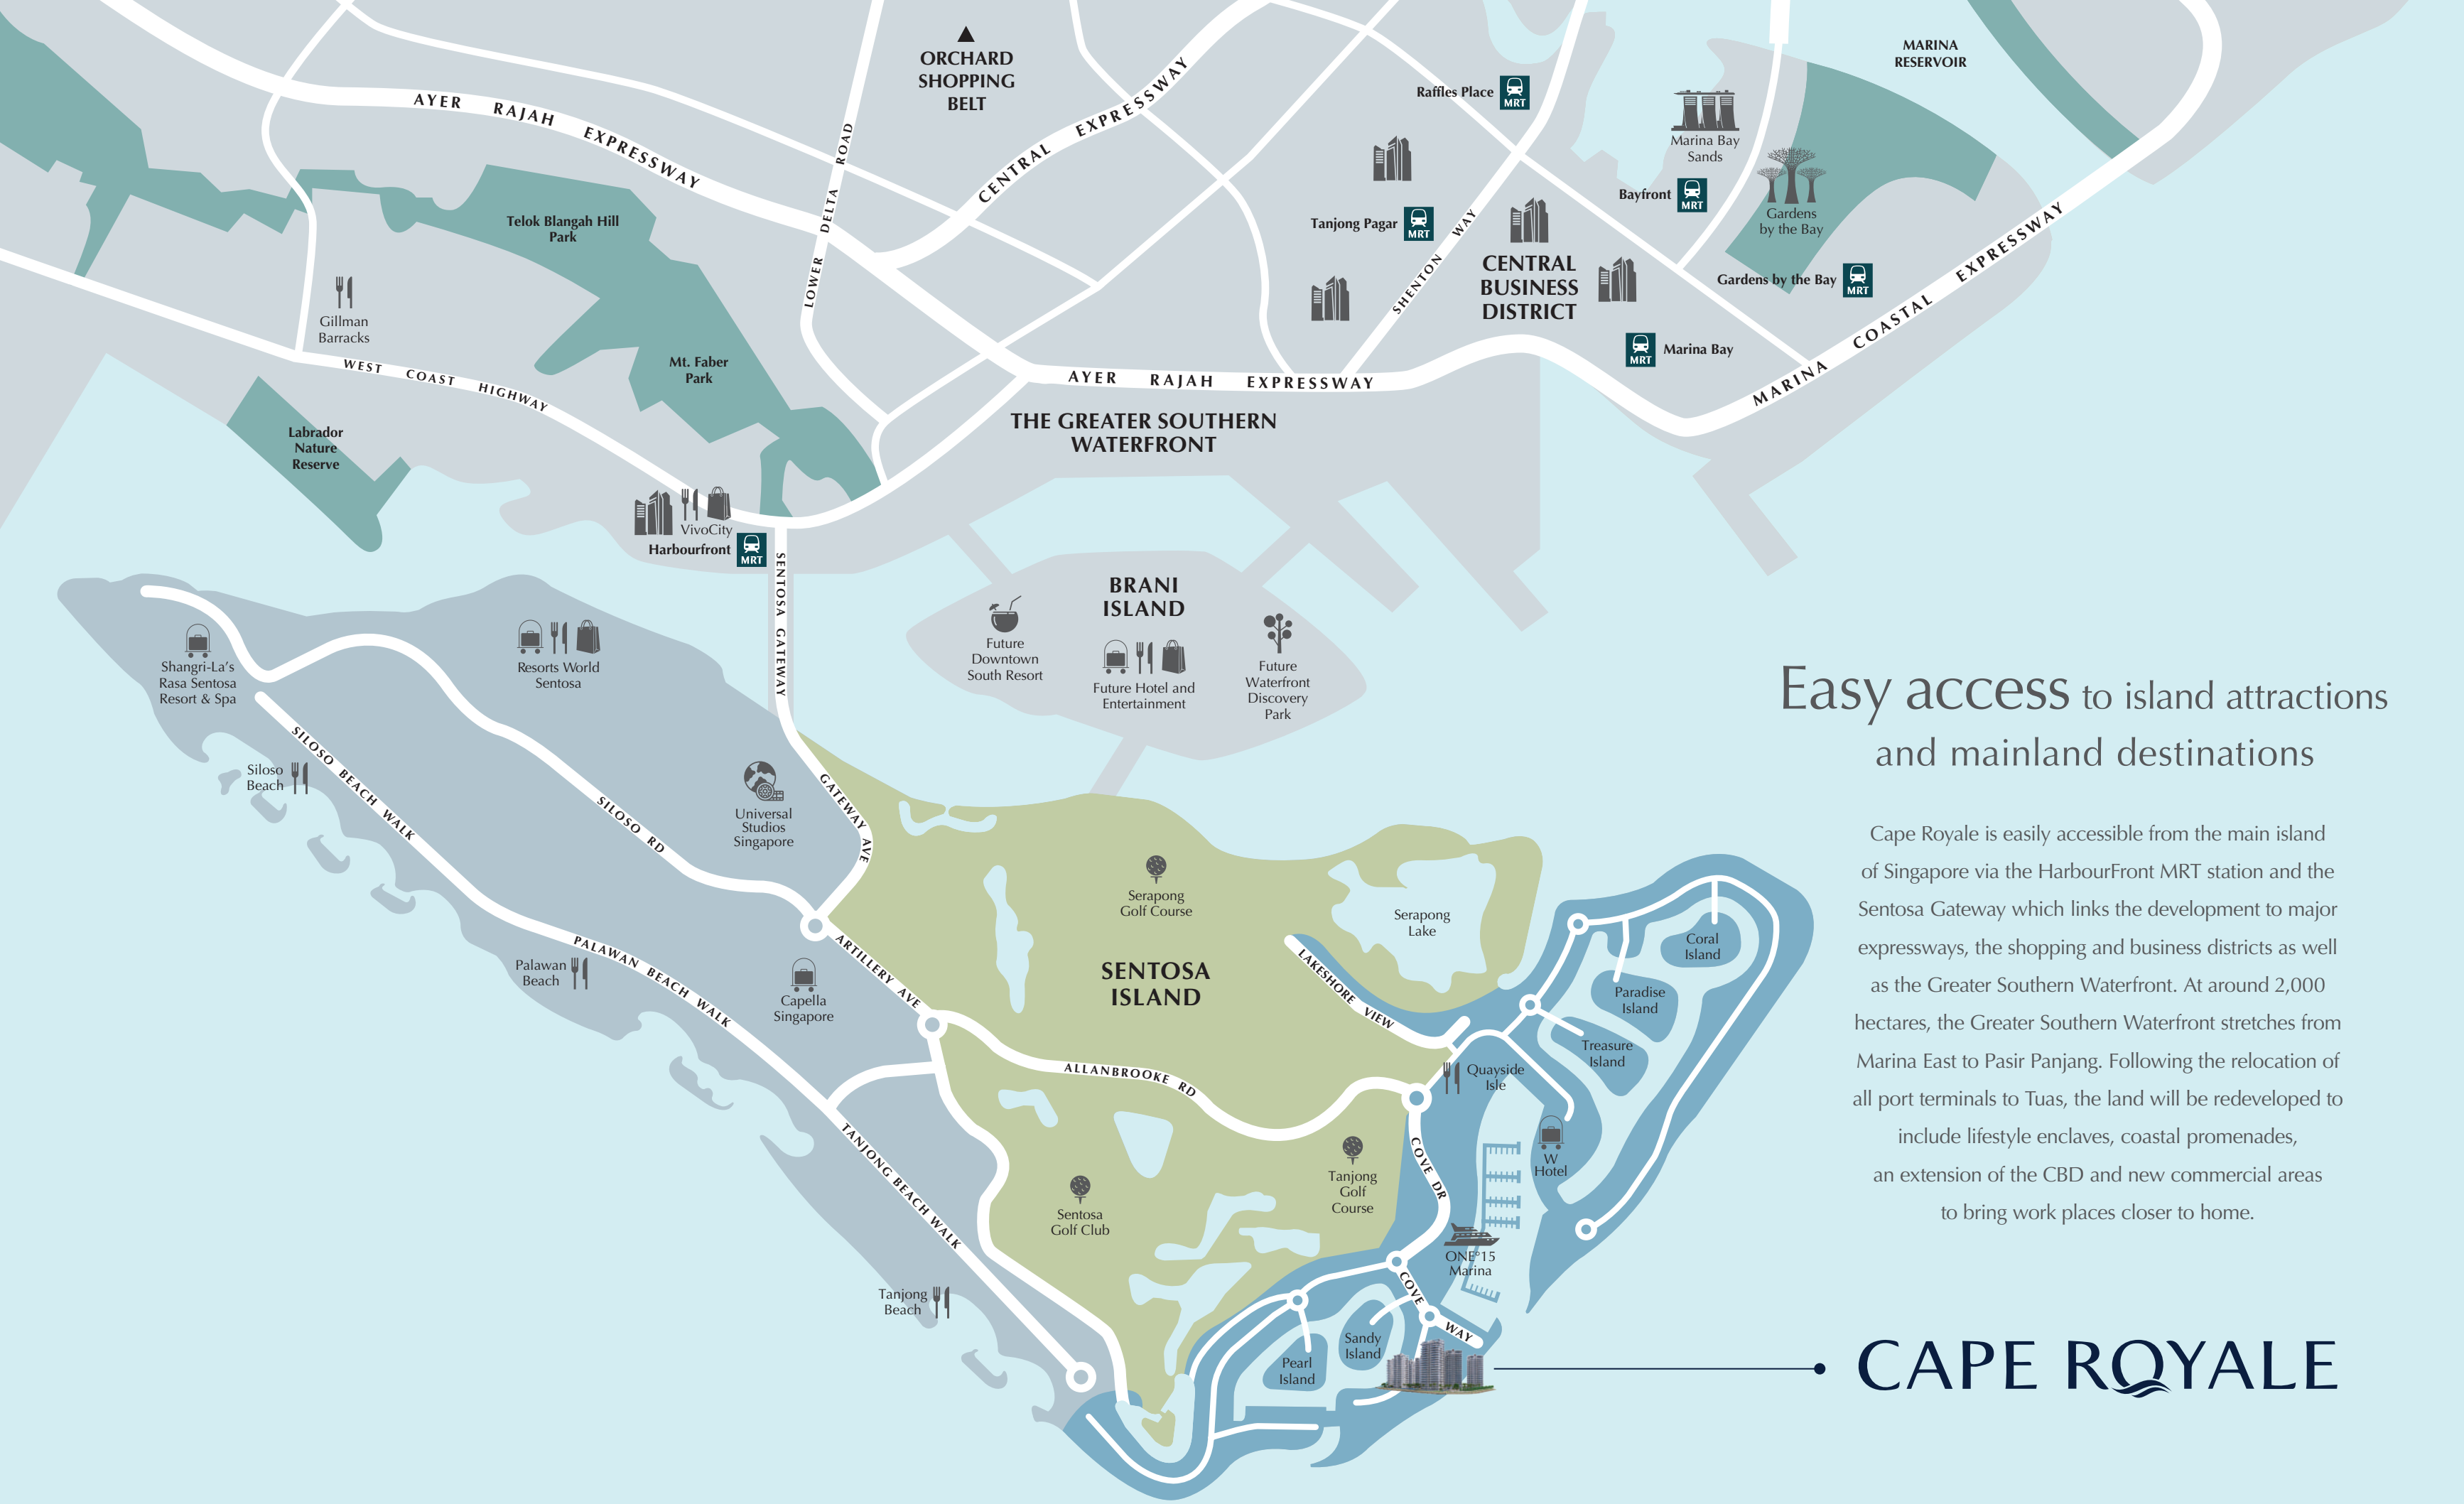 ORCHARD
SHOPPING
BELT
MARINA
RESERVOIR
AYER RAJAH EXPRESSWAY
LOWER DELTA ROAD
CENTRAL EXPRESSWAY
Raffles Place
MRT
Marina Bay
Sands
Bayfront
MRT
Gardens
by the Bay
Telok Blangah Hill
Park
Tanjong Pagar
MRT
SHENTON WAY
CENTRAL
BUSINESS
DISTRICT
Gardens by the Bay
MRT
MARINA COASTAL EXPRESSWAY
Gillman
Barracks
MRT
Marina Bay
WEST COAST HIGHWAY
Mt. Faber
Park
AYER RAJAH EXPRESSWAY
THE GREATER SOUTHERN
WATERFRONT
Labrador
Nature
Reserve
VivoCity
Harbourfront
MRT
SENTOSA GATEWAY
BRANI
ISLAND
Future
Downtown
South Resort
Future Hotel and
Entertainment
Future
Waterfront
Discovery
Park
Shangri-La's
Rasa Sentosa
Resort & Spa
Resorts World
Sentosa
Siloso
Beach
SILOSO BEACH WALK
SILOSO RD
Universal
Studios
Singapore
GATEWAY AVE
Serapong
Golf Course
Serapong
Lake
SENTOSA
ISLAND
LAKESHORE VIEW
Coral
Island
Paradise
Island
Treasure
Island
Palawan
Beach
PALAWAN BEACH WALK
Capella
Singapore
ARTILLERY AVE
ALLANBROOKE RD
Quayside
Isle
W
Hotel
COVE DR
Tanjong
Golf
Course
Sentosa
Golf Club
TANJONG BEACH WALK
Tanjong
Beach
ONE°15
Marina
COVE WAY
Sandy
Island
Pearl
Island
Easy access to island attractions
and mainland destinations
Cape Royale is easily accessible from the main island
of Singapore via the HarbourFront MRT station and the
Sentosa Gateway which links the development to major
expressways, the shopping and business districts as well
as the Greater Southern Waterfront. At around 2,000
hectares, the Greater Southern Waterfront stretches from
Marina East to Pasir Panjang. Following the relocation of
all port terminals to Tuas, the land will be redeveloped to
include lifestyle enclaves, coastal promenades,
an extension of the CBD and new commercial areas
to bring work places closer to home.
CAPE ROYALE